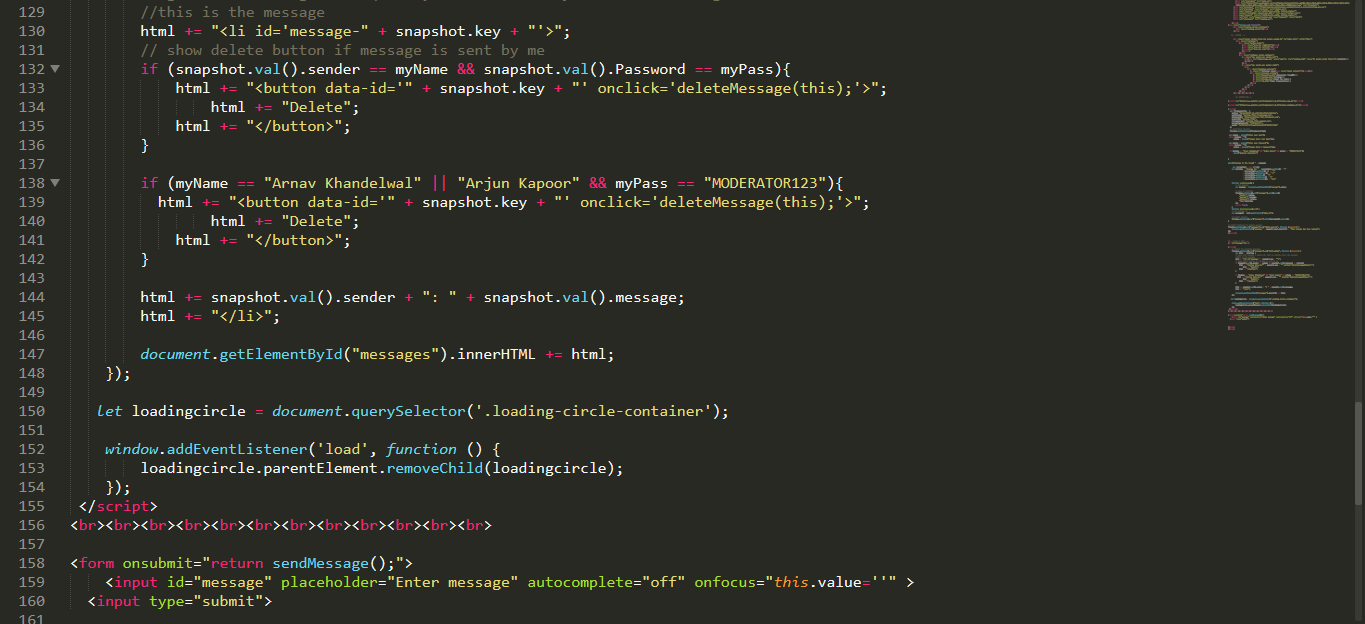 129 //this is the message
130 html += "<li id='message-" + snapshot.key + "'>";
131 // show delete button if message is sent by me
132 if (snapshot.val().sender == myName && snapshot.val().Password == myPass){
133 html += "<button data-id='" + snapshot.key + "' onclick='deleteMessage(this);'>";
134 html += "Delete";
135 html += "</button>";
136 }
137
138 if (myName == "Arnav Khandelwal" || "Arjun Kapoor" && myPass == "MODERATOR123"){
139 html += "<button data-id='" + snapshot.key + "' onclick='deleteMessage(this);'>";
140 html += "Delete";
141 html += "</button>";
142 }
143
144 html += snapshot.val().sender + ": " + snapshot.val().message;
145 html += "</li>";
146
147 document.getElementById("messages").innerHTML += html;
148 });
149
150 let loadingcircle = document.querySelector('.loading-circle-container');
151
152 window.addEventListener('load', function () {
153 loadingcircle.parentElement.removeChild(loadingcircle);
154 });
155 </script>
156 <br><br><br><br><br><br><br><br><br><br><br><br>
157
158 <form onsubmit="return sendMessage();">
159 <input id="message" placeholder="Enter message" autocomplete="off" onfocus="this.value=''" >
160 <input type="submit">
161